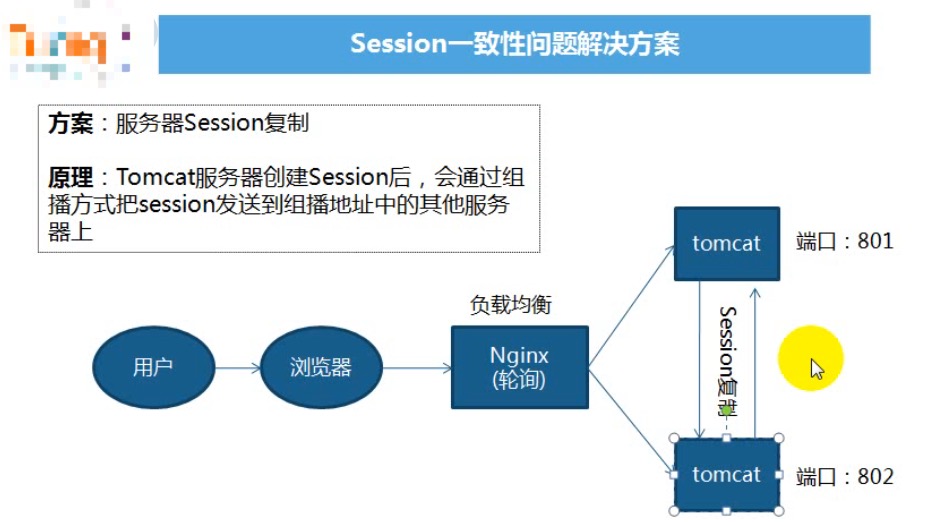 Session一致性问题解决方案
方案：服务器Session复制
原理：Tomcat服务器创建Session后，会通过组
播方式把session发送到组播地址中的其他服务
器上
tomcat
端口：801
负载均衡
用户
浏览器
Nginx
(轮询)
Session复制
tomcat
端口：802